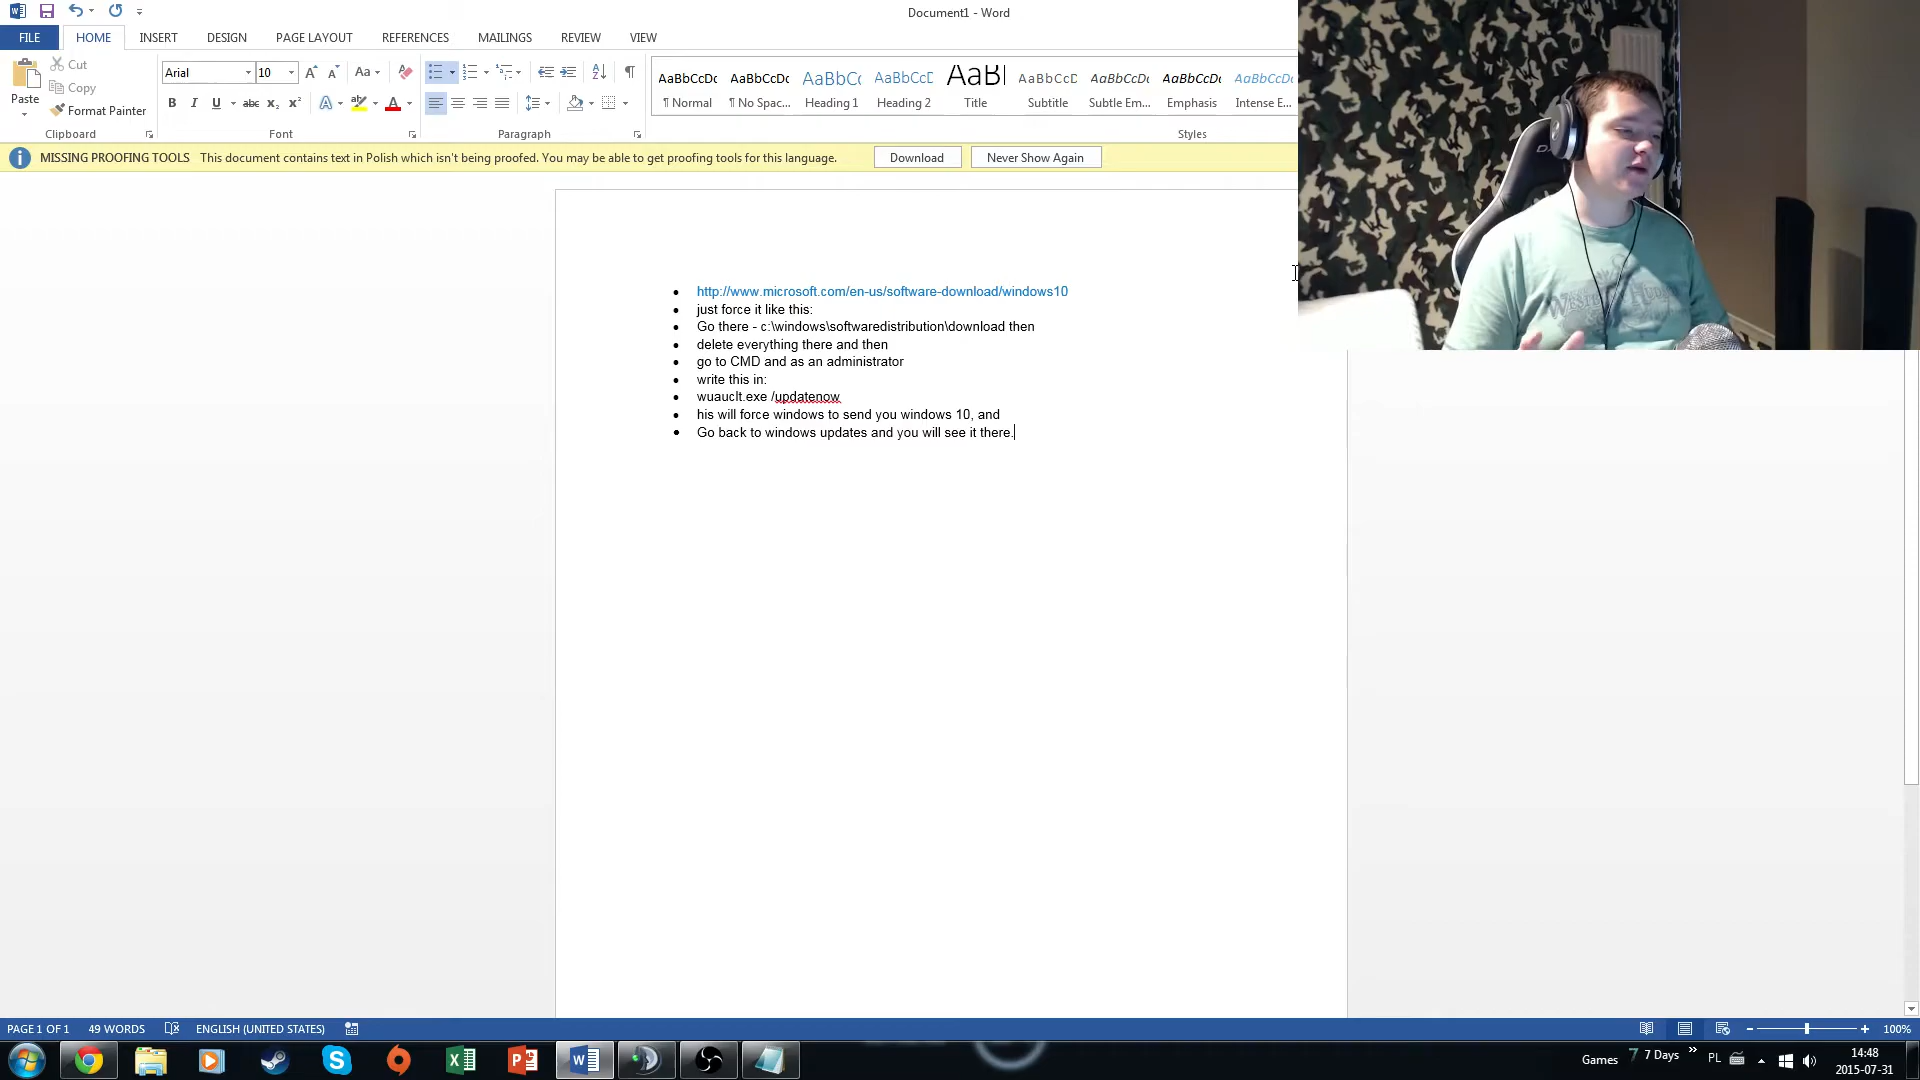 Document1 - Word
FILE
HOME
INSERT
DESIGN
PAGE LAYOUT
REFERENCES
MAILINGS
REVIEW
VIEW
Paste
Cut
Copy
Format Painter
Clipboard
Arial
10
Font
Paragraph
AaBbCcDc
¶ Normal
AaBbCcDc
¶ No Spac...
AaBbC
Heading 1
AaBbCcD
Heading 2
AaB
Title
AaBbCcD
Subtitle
AaBbCcDc
Subtle Em...
AaBbCcDc
Emphasis
AaBbCcDc
Intense E...
Styles
MISSING PROOFING TOOLS This document contains text in Polish which isn't being proofed. You may be able to get proofing tools for this language.
Download
Never Show Again
• http://www.microsoft.com/en-us/software-download/windows10
• just force it like this:
• Go there - c:\windows\softwaredistribution\download then
• delete everything there and then
• go to CMD and as an administrator
• write this in:
• wuauclt.exe /updatenow
• his will force windows to send you windows 10, and
• Go back to windows updates and you will see it there.
PAGE 1 OF 1 49 WORDS ENGLISH (UNITED STATES) 100%
Games 7 7 Days » PL
14:48
2015-07-31